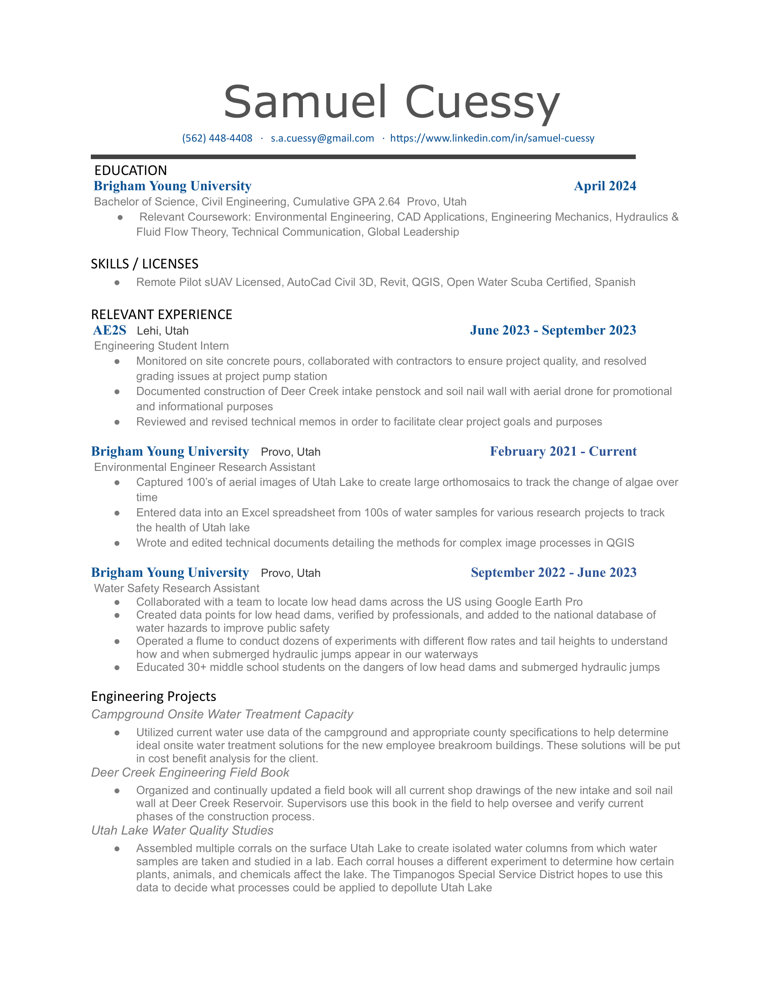 Samuel Cuessy
(562) 448-4408 · s.a.cuessy@gmail.com · https://www.linkedin.com/in/samuel-cuessy
EDUCATION
Brigham Young University April 2024
Bachelor of Science, Civil Engineering, Cumulative GPA 2.64 Provo, Utah
● Relevant Coursework: Environmental Engineering, CAD Applications, Engineering Mechanics, Hydraulics &
Fluid Flow Theory, Technical Communication, Global Leadership
SKILLS / LICENSES
● Remote Pilot sUAV Licensed, AutoCad Civil 3D, Revit, QGIS, Open Water Scuba Certified, Spanish
RELEVANT EXPERIENCE
AE2S Lehi, Utah June 2023 - September 2023
Engineering Student Intern
● Monitored on site concrete pours, collaborated with contractors to ensure project quality, and resolved
grading issues at project pump station
● Documented construction of Deer Creek intake penstock and soil nail wall with aerial drone for promotional
and informational purposes
● Reviewed and revised technical memos in order to facilitate clear project goals and purposes
Brigham Young University Provo, Utah February 2021 - Current
Environmental Engineer Research Assistant
● Captured 100’s of aerial images of Utah Lake to create large orthomosaics to track the change of algae over
time
● Entered data into an Excel spreadsheet from 100s of water samples for various research projects to track
the health of Utah lake
● Wrote and edited technical documents detailing the methods for complex image processes in QGIS
Brigham Young University Provo, Utah September 2022 - June 2023
Water Safety Research Assistant
● Collaborated with a team to locate low head dams across the US using Google Earth Pro
● Created data points for low head dams, verified by professionals, and added to the national database of
water hazards to improve public safety
● Operated a flume to conduct dozens of experiments with different flow rates and tail heights to understand
how and when submerged hydraulic jumps appear in our waterways
● Educated 30+ middle school students on the dangers of low head dams and submerged hydraulic jumps
Engineering Projects
Campground Onsite Water Treatment Capacity
● Utilized current water use data of the campground and appropriate county specifications to help determine
ideal onsite water treatment solutions for the new employee breakroom buildings. These solutions will be put
in cost benefit analysis for the client.
Deer Creek Engineering Field Book
● Organized and continually updated a field book will all current shop drawings of the new intake and soil nail
wall at Deer Creek Reservoir. Supervisors use this book in the field to help oversee and verify current
phases of the construction process.
Utah Lake Water Quality Studies
● Assembled multiple corrals on the surface Utah Lake to create isolated water columns from which water
samples are taken and studied in a lab. Each corral houses a different experiment to determine how certain
plants, animals, and chemicals affect the lake. The Timpanogos Special Service District hopes to use this
data to decide what processes could be applied to depollute Utah Lake